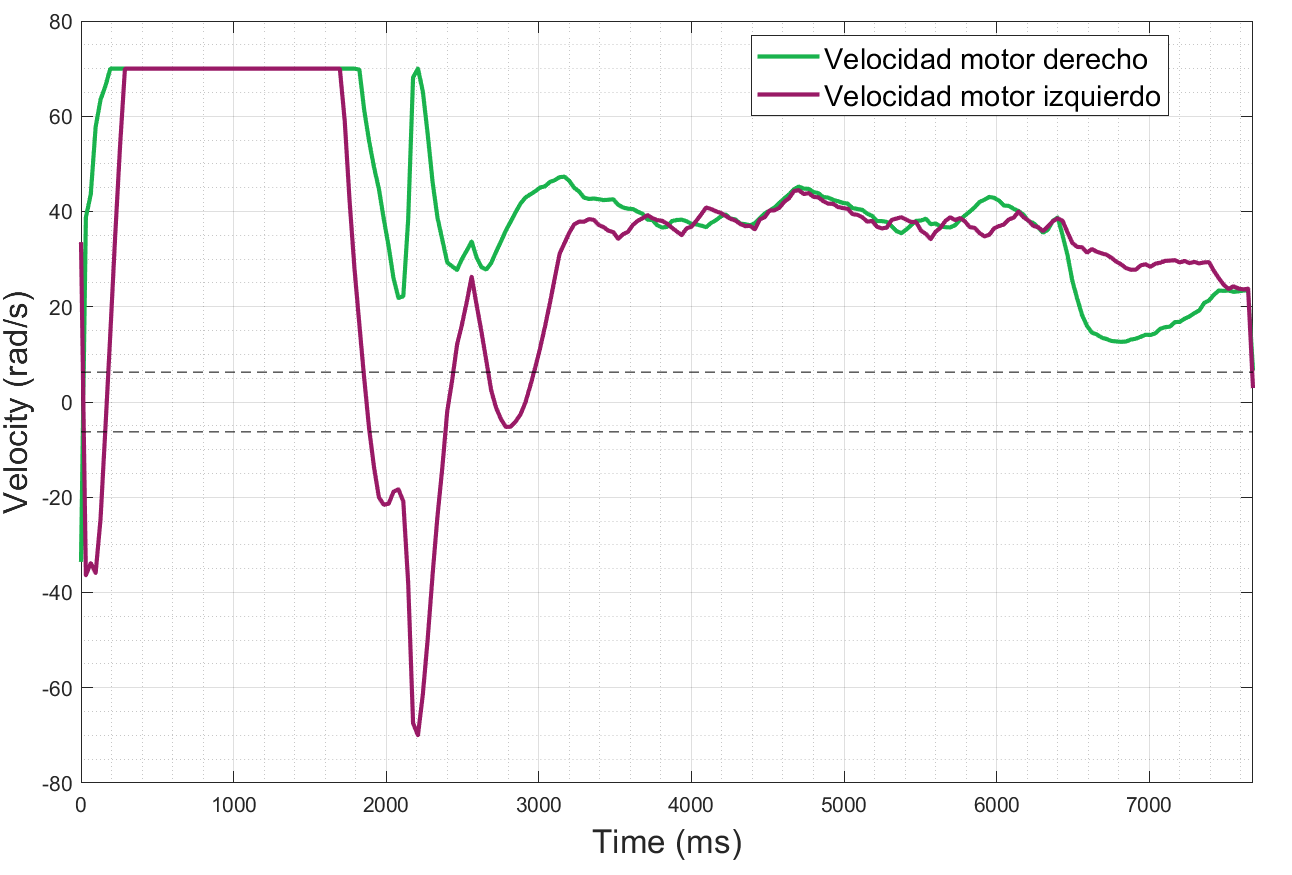 80
60
40
20
0
-20
-40
-60
-80
Velocity (rad/s)
Velocidad motor derecho
Velocidad motor izquierdo
0 1000 2000 3000 4000 5000 6000 7000
Time (ms)